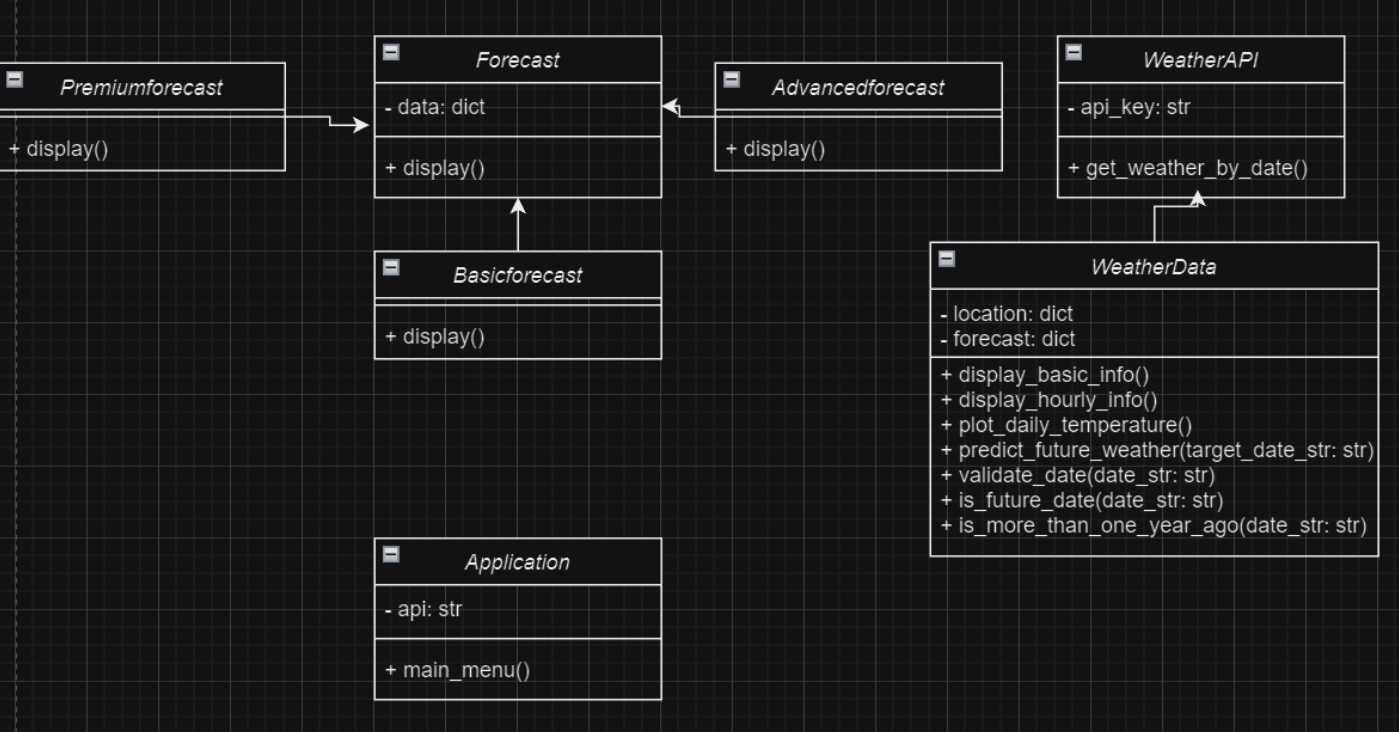 Premiumforecast
+ display()
Forecast
- data: dict
+ display()
Advancedforecast
+ display()
WeatherAPI
- api_key: str
+ get_weather_by_date()
Basicforecast
+ display()
WeatherData
- location: dict
- forecast: dict
+ display_basic_info()
+ display_hourly_info()
+ plot_daily_temperature()
+ predict_future_weather(target_date_str: str)
+ validate_date(date_str: str)
+ is_future_date(date_str: str)
+ is_more_than_one_year_ago(date_str: str)
Application
- api: str
+ main_menu()